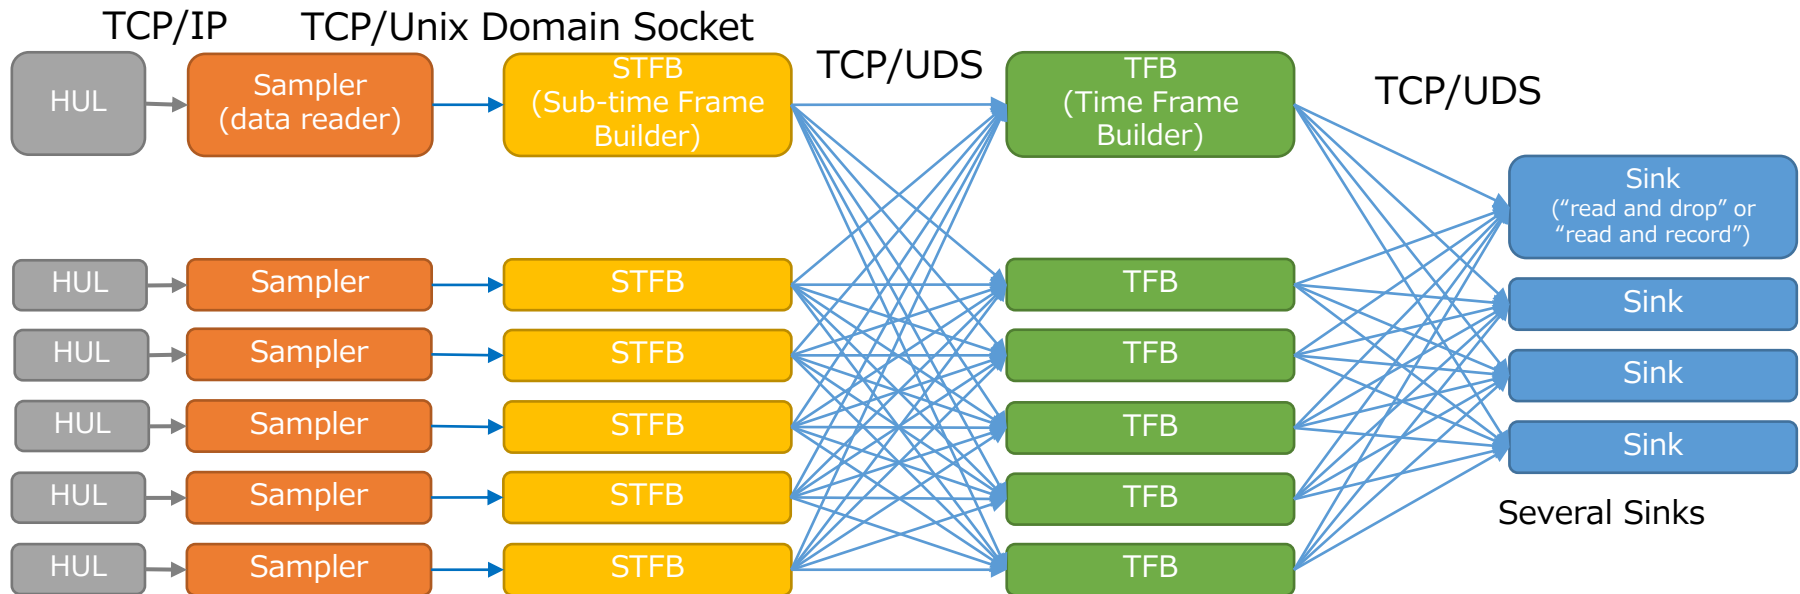 TCP/IP
TCP/Unix Domain Socket
TCP/UDS
TCP/UDS
HUL
Sampler
(data reader)
STFB
(Sub-time Frame
Builder)
TFB
(Time Frame
Builder)
Sink
(“read and drop” or
“read and record”)
HUL
Sampler
STFB
TFB
Sink
HUL
Sampler
STFB
TFB
Sink
HUL
Sampler
STFB
TFB
Sink
HUL
Sampler
STFB
TFB
Several Sinks
HUL
Sampler
STFB
TFB